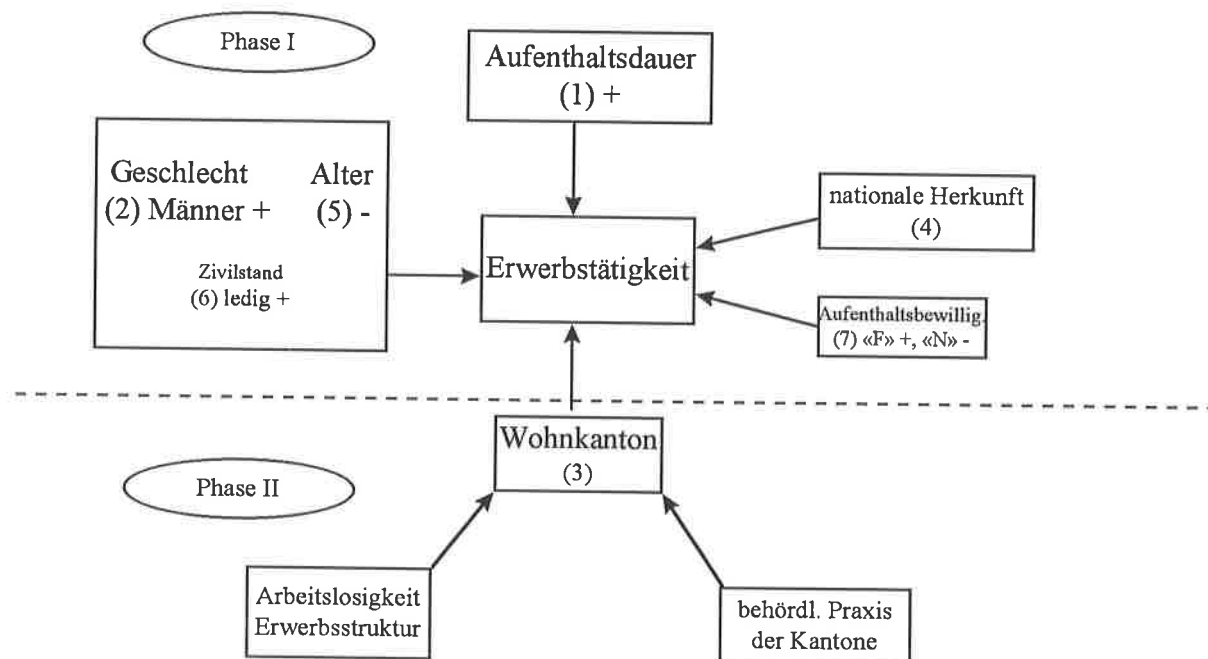 Phase I
Aufenthaltsdauer
(1) +
Geschlecht Alter
(2) Männer + (5) -
Zivilstand
(6) ledig +
nationale Herkunft
(4)
Erwerbstätigkeit
Aufenthaltsbewillig.
(7) «F» +, «N» -
Wohnkanton
(3)
Phase II
Arbeitslosigkeit
Erwerbsstruktur
behördl. Praxis
der Kantone